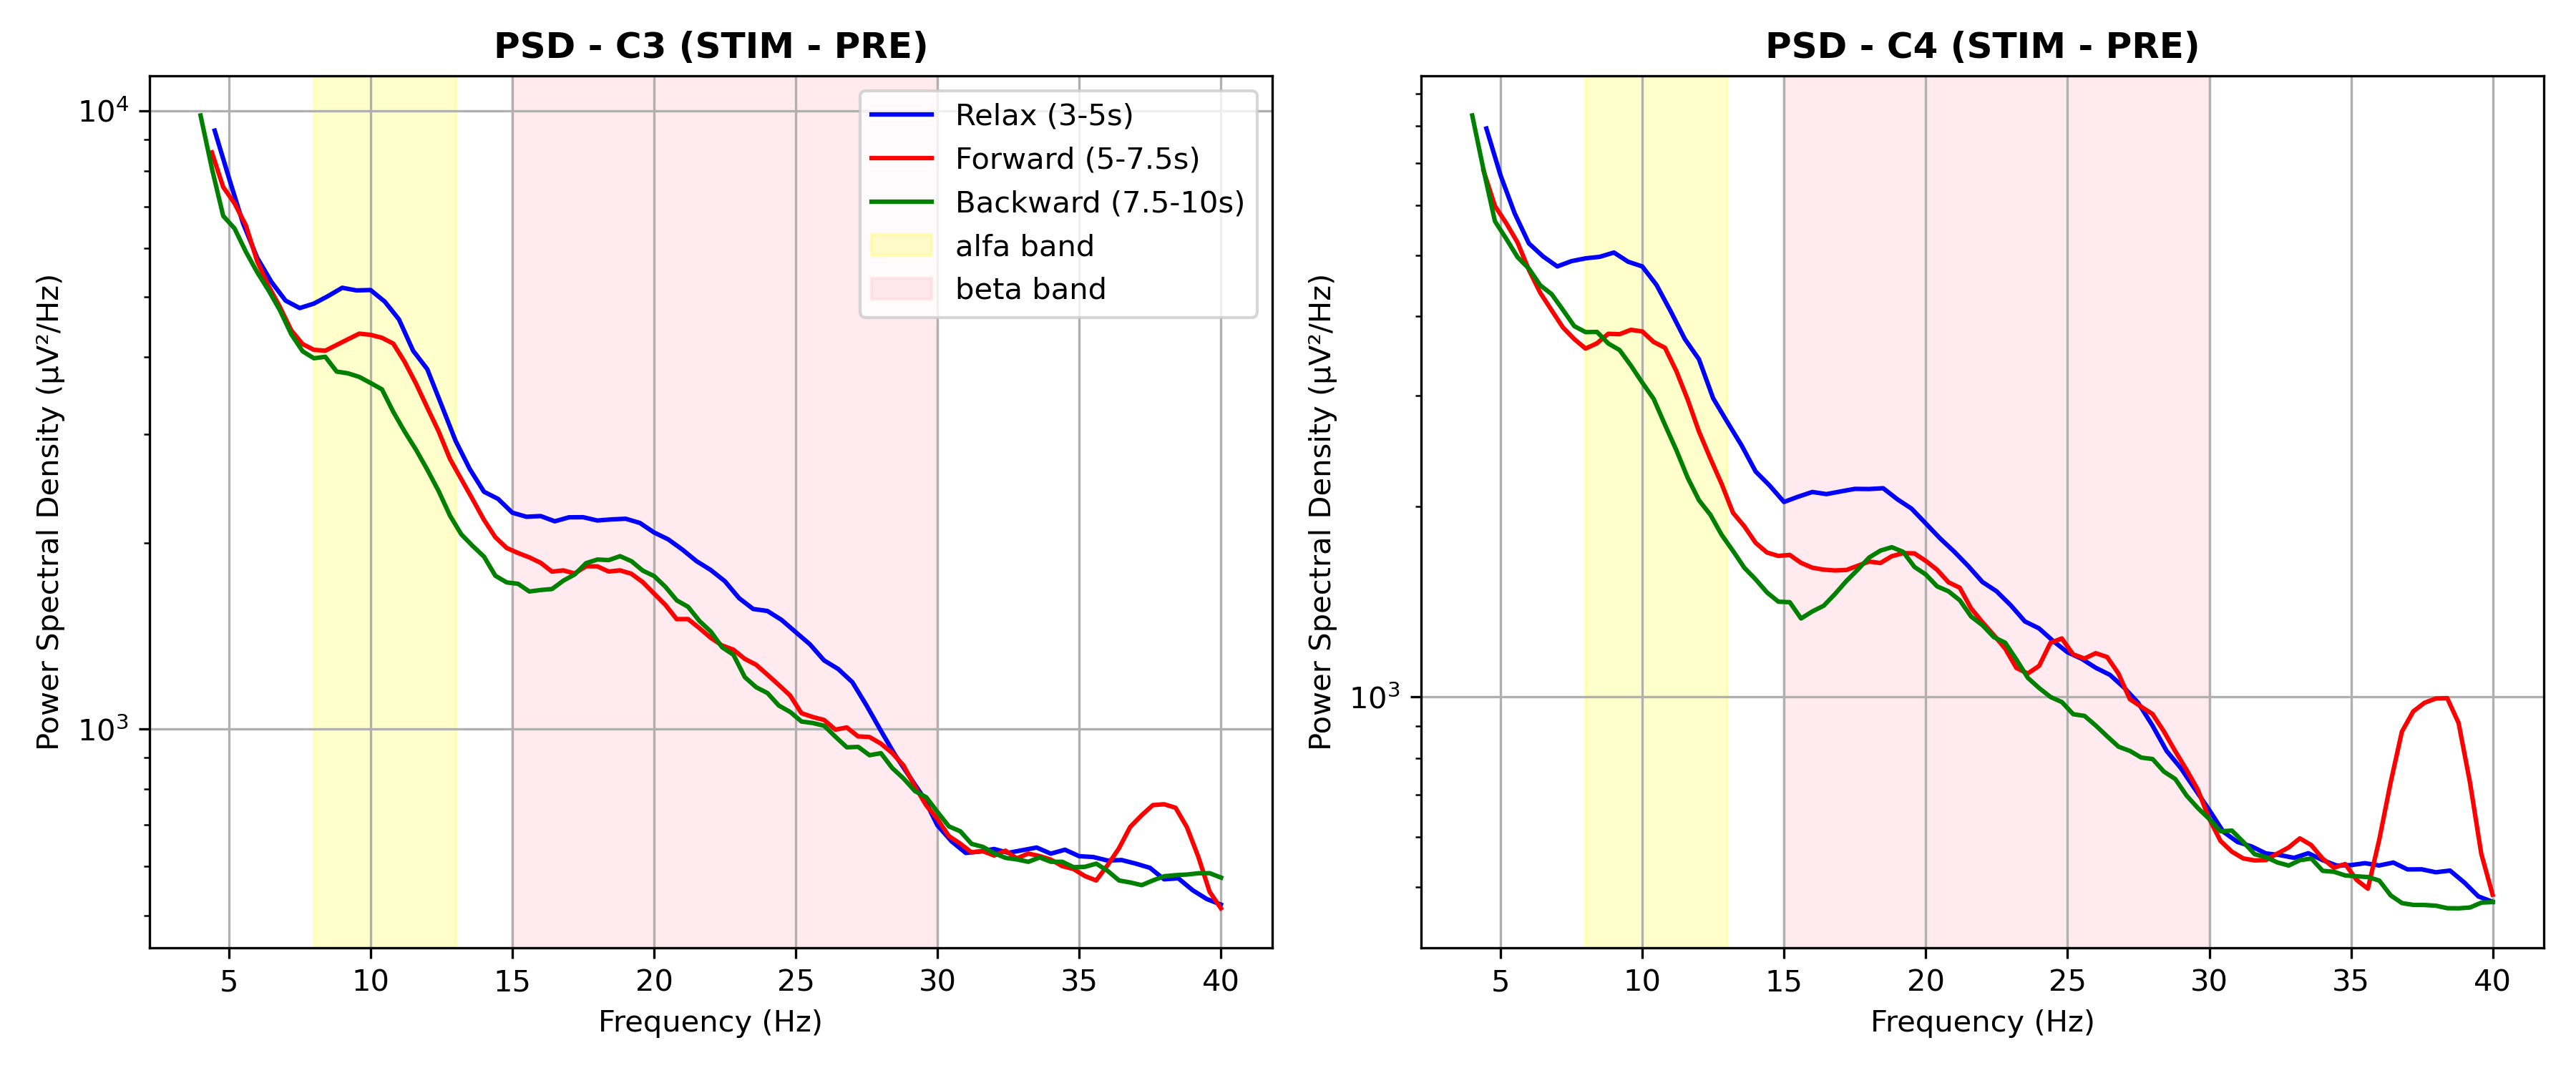 PSD - C3 (STIM - PRE)
10⁴
10³
Power Spectral Density (µV²/Hz)
Relax (3-5s)
Forward (5-7.5s)
Backward (7.5-10s)
alfa band
beta band
5 10 15 20 25 30 35 40
Frequency (Hz)
PSD - C4 (STIM - PRE)
10³
Power Spectral Density (µV²/Hz)
5 10 15 20 25 30 35 40
Frequency (Hz)